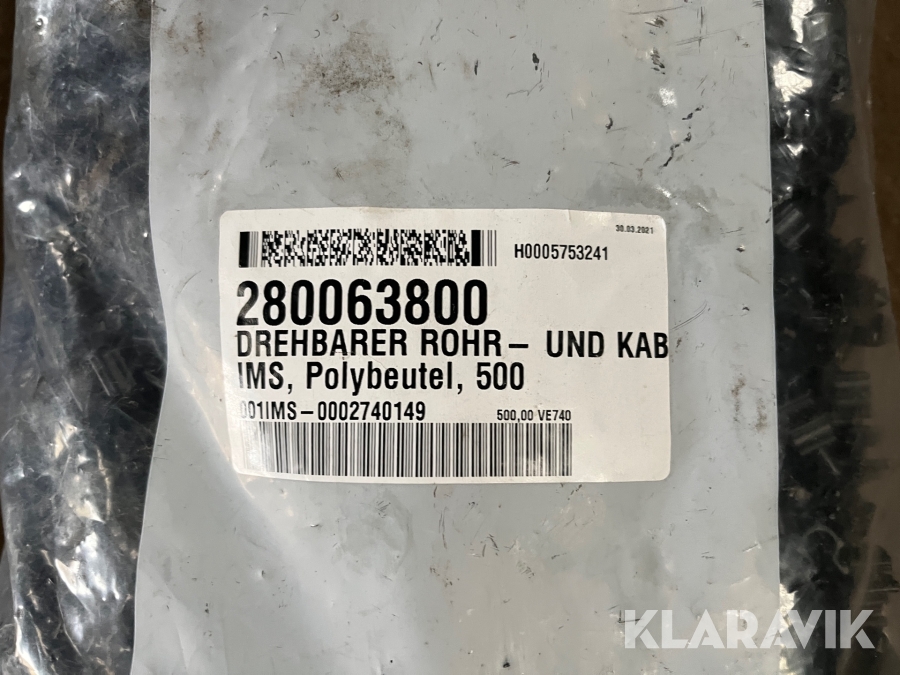 30.03.2021
H0005753241
280063800
DREHBARER ROHR- UND KAB
IMS, Polybeutel, 500
001IMS-0002740149 500,00 VE740
KLARAVIK